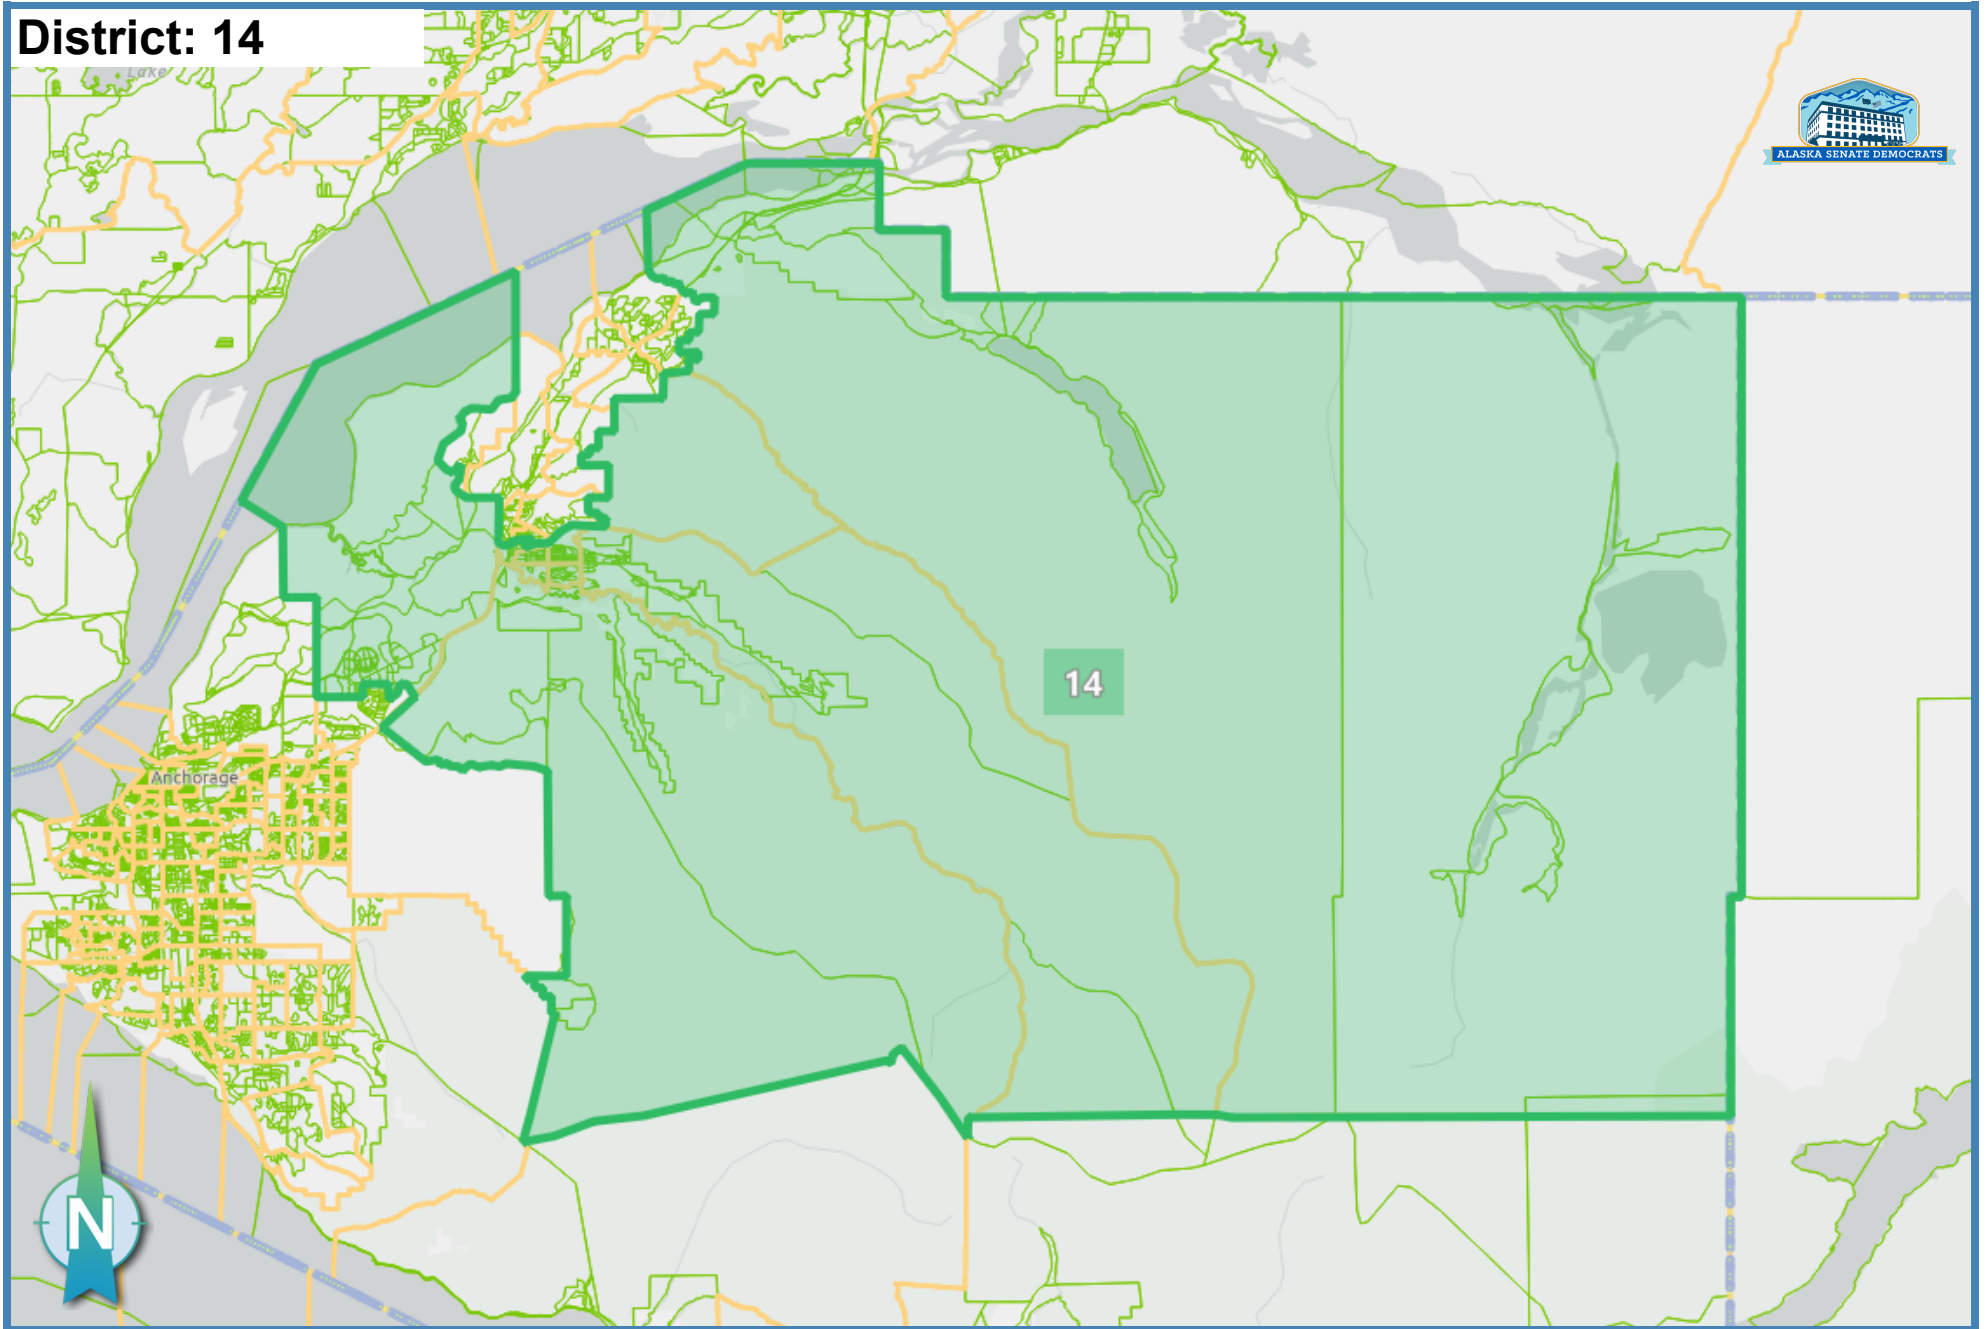 District: 14
Lake
ALASKA SENATE DEMOCRATS
14
Anchorage
N